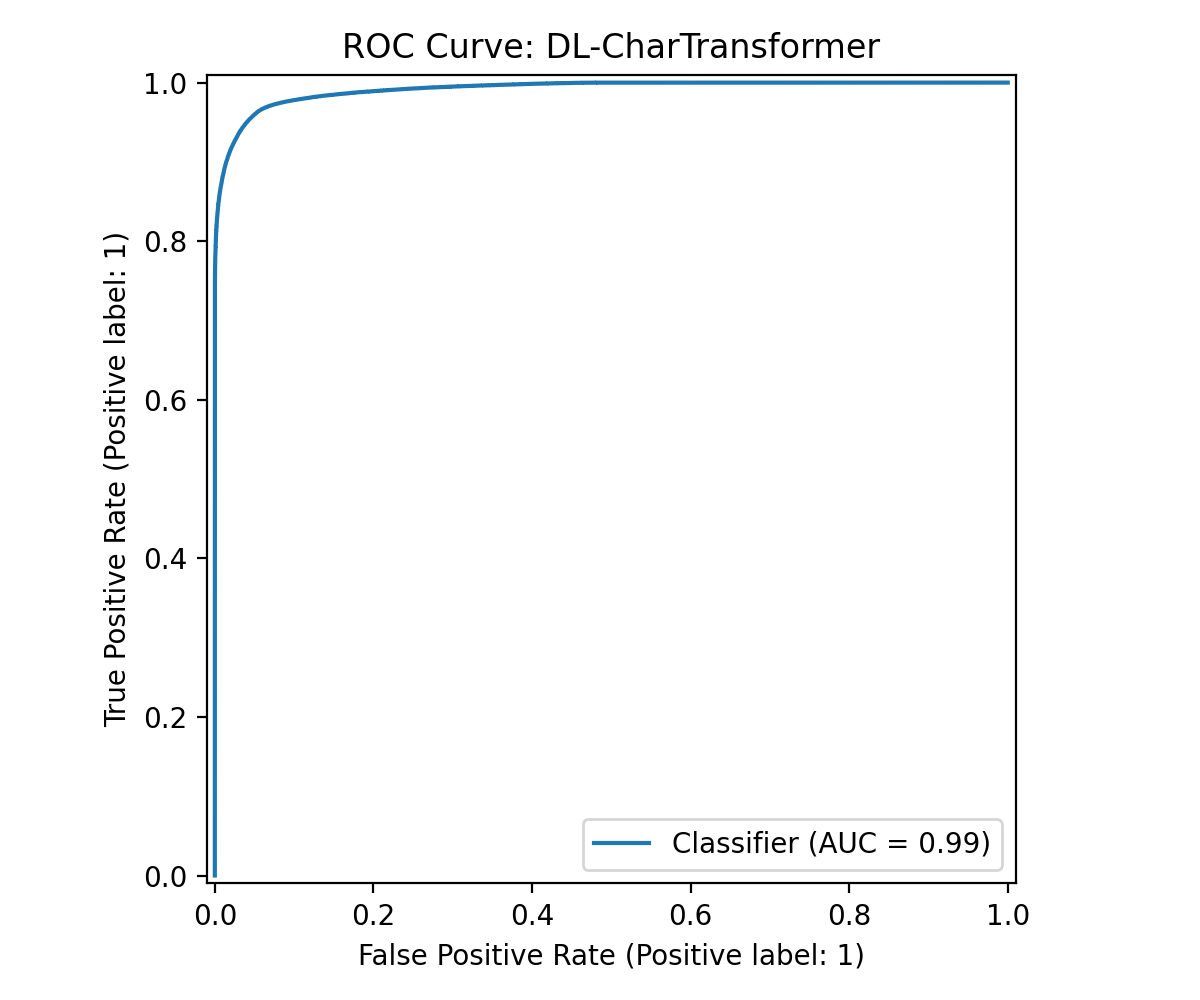 ROC Curve: DL-CharTransformer
True Positive Rate (Positive label: 1)
1.0
0.8
0.6
0.4
0.2
0.0
Classifier (AUC = 0.99)
0.0 0.2 0.4 0.6 0.8 1.0
False Positive Rate (Positive label: 1)